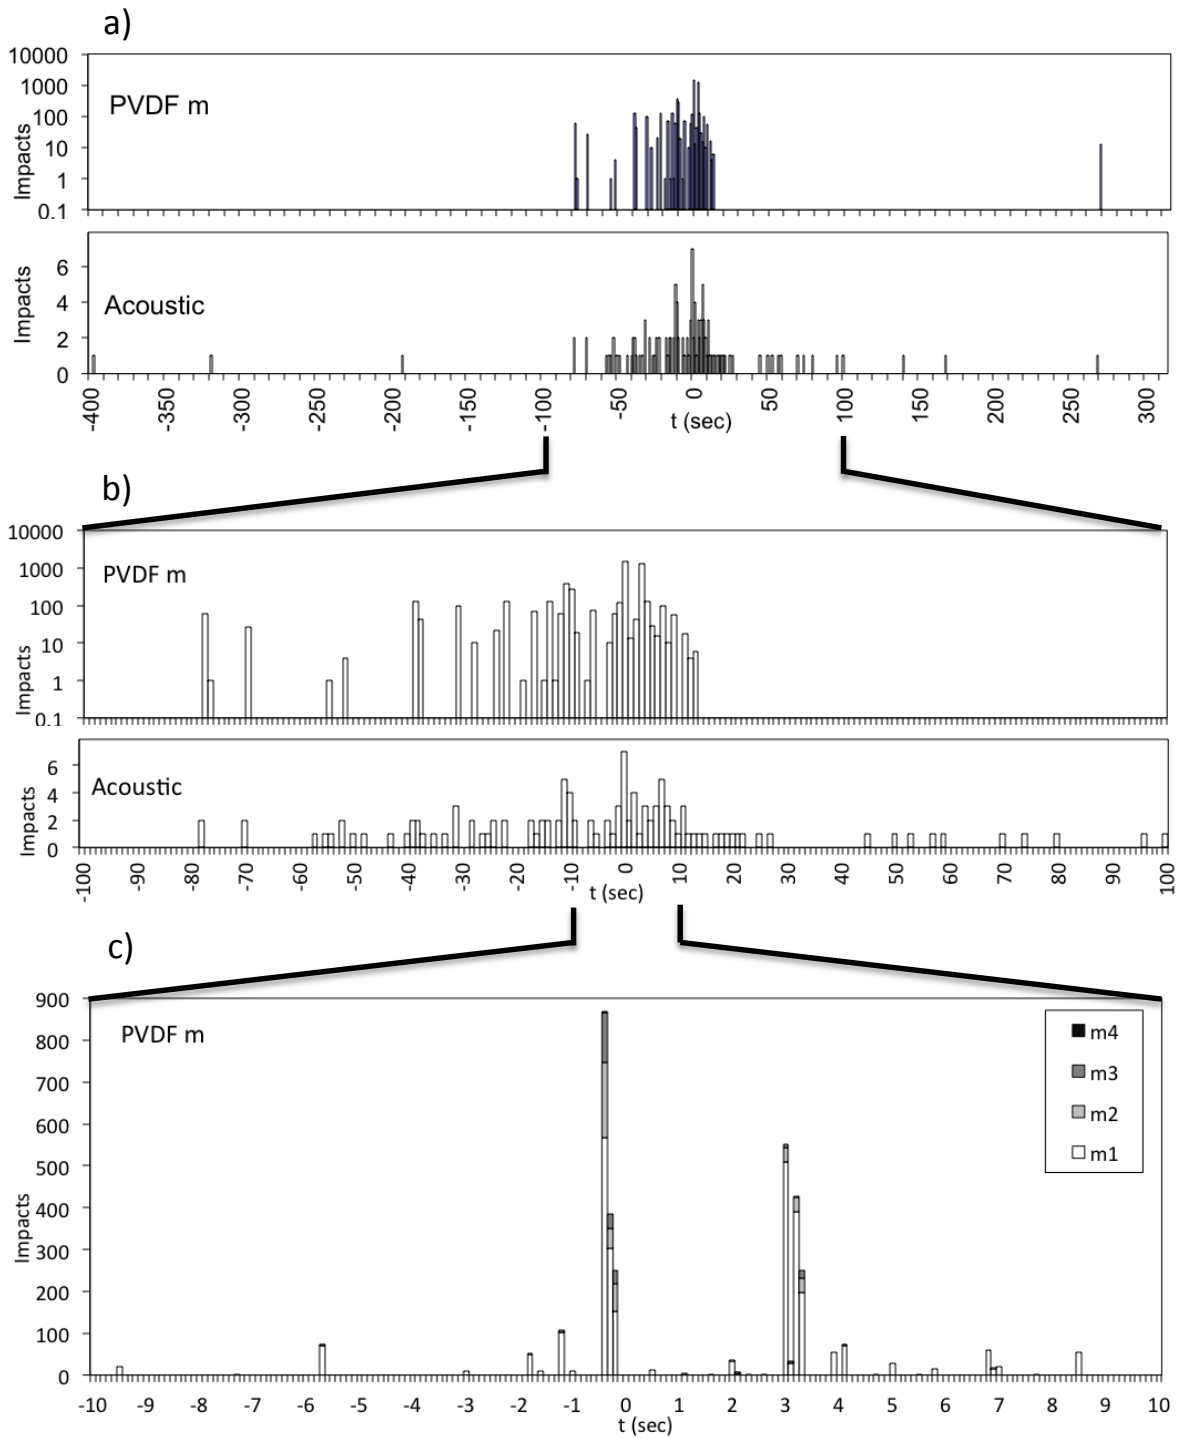 a)
10000
1000
100
10
1
0.1
Impacts
PVDF m
6
4
2
0
Impacts
Acoustic
-400 -350 -300 -250 -200 -150 -100 -50 0 50 100 150 200 250 300
t (sec)
b)
10000
1000
100
10
1
0.1
Impacts
PVDF m
6
4
2
0
Impacts
Acoustic
-100 -90 -80 -70 -60 -50 -40 -30 -20 -10 0 10 20 30 40 50 60 70 80 90 100
t (sec)
c)
900
800
700
600
500
400
300
200
100
0
Impacts
PVDF m
m4
m3
m2
m1
-10 -9 -8 -7 -6 -5 -4 -3 -2 -1 0 1 2 3 4 5 6 7 8 9 10
t (sec)